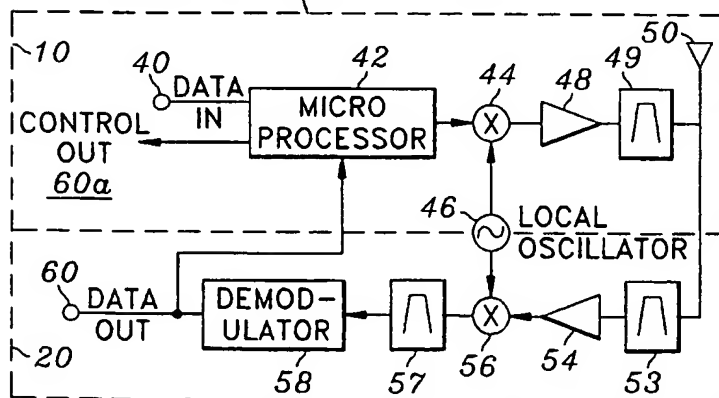 10
40
DATA
IN
42
MICRO
PROCESSOR
44
X
48
49
50
CONTROL
OUT
60a
46
LOCAL
OSCILLATOR
60
DATA
OUT
DEMOD-
ULATOR
58
57
X
56
54
53
20